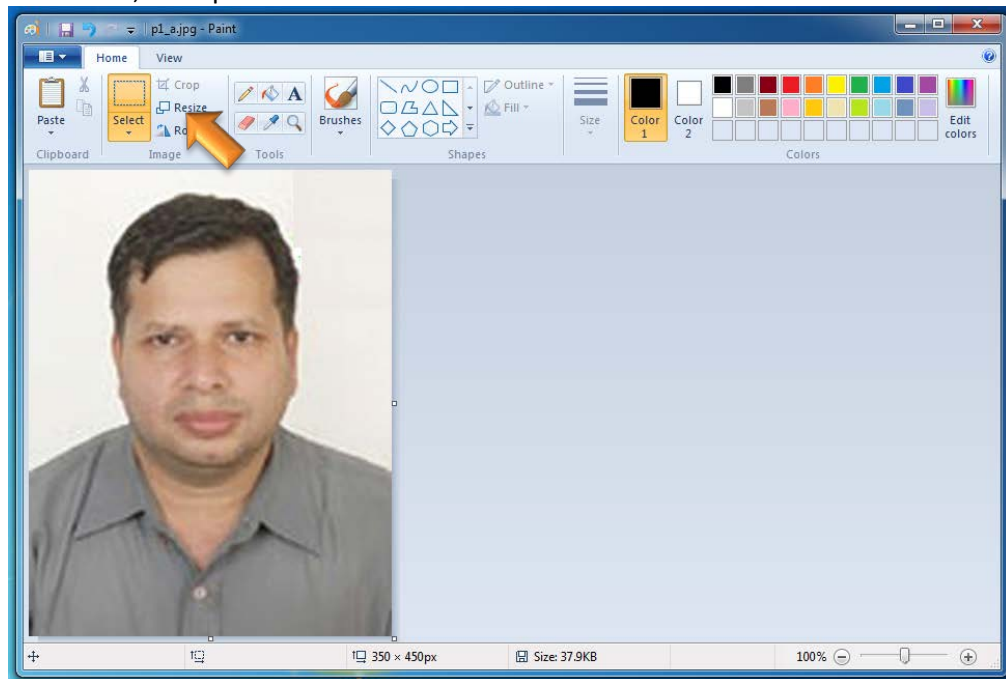 p1_a.jpg - Paint
Home View
Crop
Resize
Paste Select Brushes Outline Fill Size Color 1 Color 2 Edit colors
Clipboard Image Tools Shapes Colors
350 × 450px Size: 37.9KB 100%